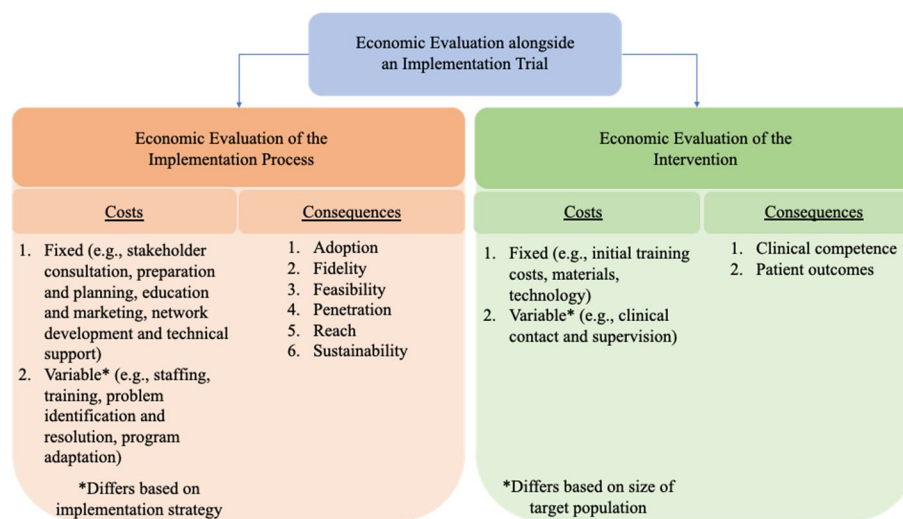 Economic Evaluation alongside
an Implementation Trial
Economic Evaluation of the
Implementation Process
Costs
Consequences
1. Fixed (e.g., stakeholder
consultation, preparation
and planning, education
and marketing, network
development and technical
support)
2. Variable* (e.g., staffing,
training, problem
identification and
resolution, program
adaptation)
*Differs based on
implementation strategy
1. Adoption
2. Fidelity
3. Feasibility
4. Penetration
5. Reach
6. Sustainability
Economic Evaluation of the
Intervention
Costs
Consequences
1. Fixed (e.g., initial training
costs, materials,
technology)
2. Variable* (e.g., clinical
contact and supervision)
*Differs based on size of
target population
1. Clinical competence
2. Patient outcomes